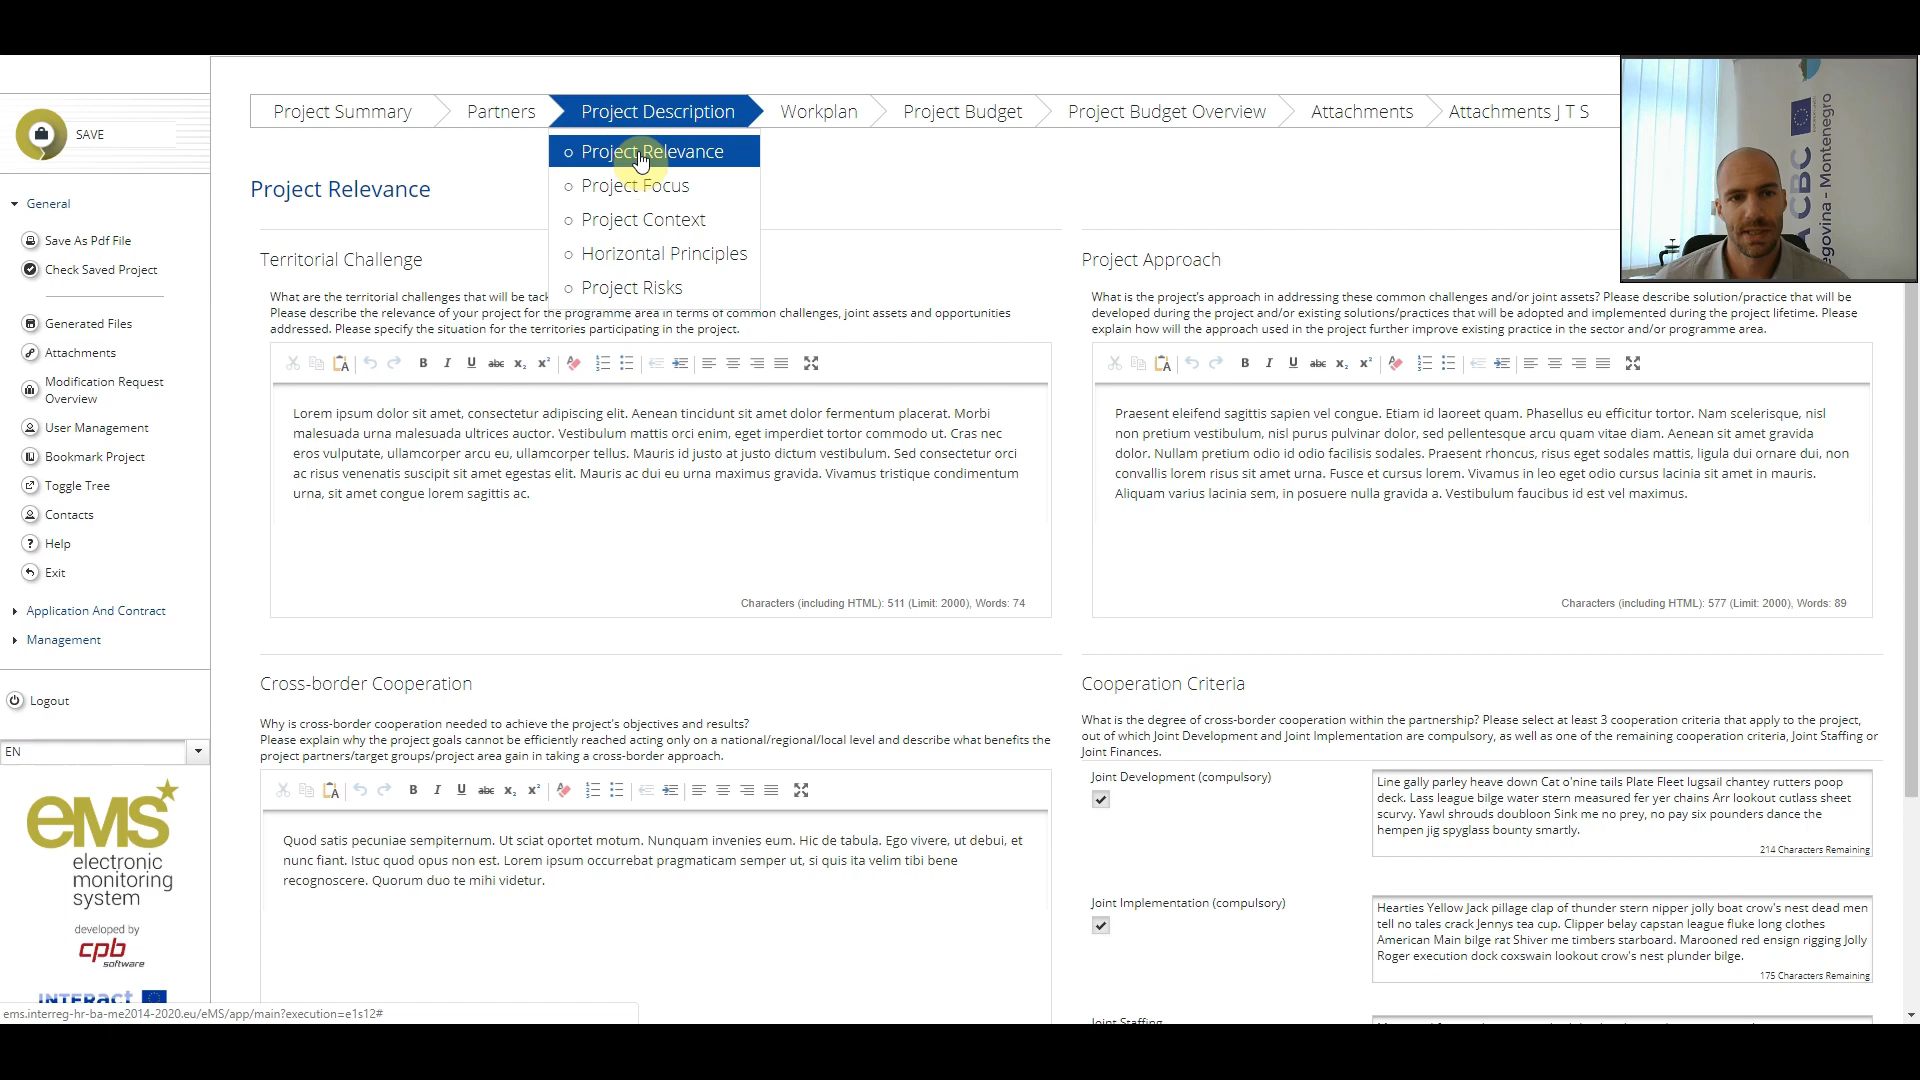 Project Summary
Partners
Project Description
Workplan
Project Budget
Project Budget Overview
Attachments
Attachments J T S
SAVE
General
Save As Pdf File
Check Saved Project
Generated Files
Attachments
Modification Request
Overview
User Management
Bookmark Project
Toggle Tree
Contacts
Help
Exit
Application And Contract
Management
Logout
EN
eMS
electronic
monitoring
system
developed by
cpb
software
ems.interreg-hr-ba-me2014-2020.eu/eMS/app/main?execution=e1s12#
Project Relevance
Project Focus
Project Context
Horizontal Principles
Project Risks
Project Relevance
Territorial Challenge
What are the territorial challenges that will be tack
Please describe the relevance of your project for the programme area in terms of common challenges, joint assets and opportunities
addressed. Please specify the situation for the territories participating in the project.
Lorem ipsum dolor sit amet, consectetur adipiscing elit. Aenean tincidunt sit amet dolor fermentum placerat. Morbi
malesuada urna malesuada ultrices auctor. Vestibulum mattis orci enim, eget imperdiet tortor commodo ut. Cras nec
eros vulputate, ullamcorper arcu eu, ullamcorper tellus. Mauris id justo at justo dictum vestibulum. Sed consectetur orci
ac risus venenatis suscipit sit amet egestas elit. Mauris ac dui eu urna maximus gravida. Vivamus tristique condimentum
urna, sit amet congue lorem sagittis ac.
Characters (including HTML): 511 (Limit: 2000), Words: 74
Project Approach
What is the project's approach in addressing these common challenges and/or joint assets? Please describe solution/practice that will be
developed during the project and/or existing solutions/practices that will be adopted and implemented during the project lifetime. Please
explain how will the approach used in the project further improve existing practice in the sector and/or programme area.
Praesent eleifend sagittis sapien vel congue. Etiam id laoreet quam. Phasellus eu efficitur tortor. Nam scelerisque, nisl
non pretium vestibulum, nisl purus pulvinar dolor, sed pellentesque arcu quam vitae diam. Aenean sit amet gravida
dolor. Nullam pretium odio id odio facilisis sodales. Praesent rhoncus, risus eget sodales mattis, ligula dui ornare dui, non
convallis lorem risus sit amet urna. Fusce et cursus lorem. Vivamus in leo eget odio cursus lacinia sit amet in mauris.
Aliquam varius lacinia sem, in posuere nulla gravida a. Vestibulum faucibus id est vel maximus.
Characters (including HTML): 577 (Limit: 2000), Words: 89
Cross-border Cooperation
Why is cross-border cooperation needed to achieve the project's objectives and results?
Please explain why the project goals cannot be efficiently reached acting only on a national/regional/local level and describe what benefits the
project partners/target groups/project area gain in taking a cross-border approach.
Quod satis pecuniae sempiternum. Ut sciat oportet motum. Nunquam invenies eum. Hic de tabula. Ego vivere, ut debui, et
nunc fiant. Istuc quod opus non est. Lorem ipsum occurrebat pragmaticam semper ut, si quis ita velim tibi bene
recognoscere. Quorum duo te mihi videtur.
Cooperation Criteria
What is the degree of cross-border cooperation within the partnership? Please select at least 3 cooperation criteria that apply to the project,
out of which Joint Development and Joint Implementation are compulsory, as well as one of the remaining cooperation criteria, Joint Staffing or
Joint Finances.
Joint Development (compulsory)
Line gally parley heave down Cat o'nine tails Plate Fleet lugsail chantey rutters poop
deck. Lass league bilge water stern measured fer yer chains Arr lookout cutlass sheet
scurvy. Yawl shrouds doubloon Sink me no prey, no pay six pounders dance the
hempen jig spyglass bounty smartly.
214 Characters Remaining
Joint Implementation (compulsory)
Hearties Yellow Jack pillage clap of thunder stern nipper jolly boat crow's nest dead men
tell no tales crack Jennys tea cup. Clipper belay capstan league fluke long clothes
American Main bilge rat Shiver me timbers starboard. Marooned red ensign rigging Jolly
Roger execution dock coxswain lookout crow's nest plunder bilge.
175 Characters Remaining
Joint Staffing
A CBC
egovina - Montenegro